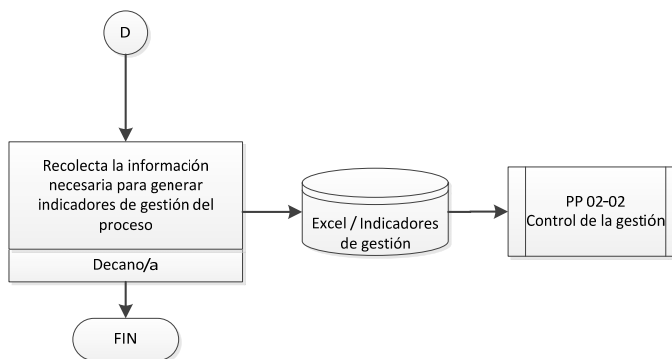 D
Recolecta la información
necesaria para generar
indicadores de gestión del
proceso
Decano/a
Excel / Indicadores
de gestión
PP 02-02
Control de la gestión
FIN